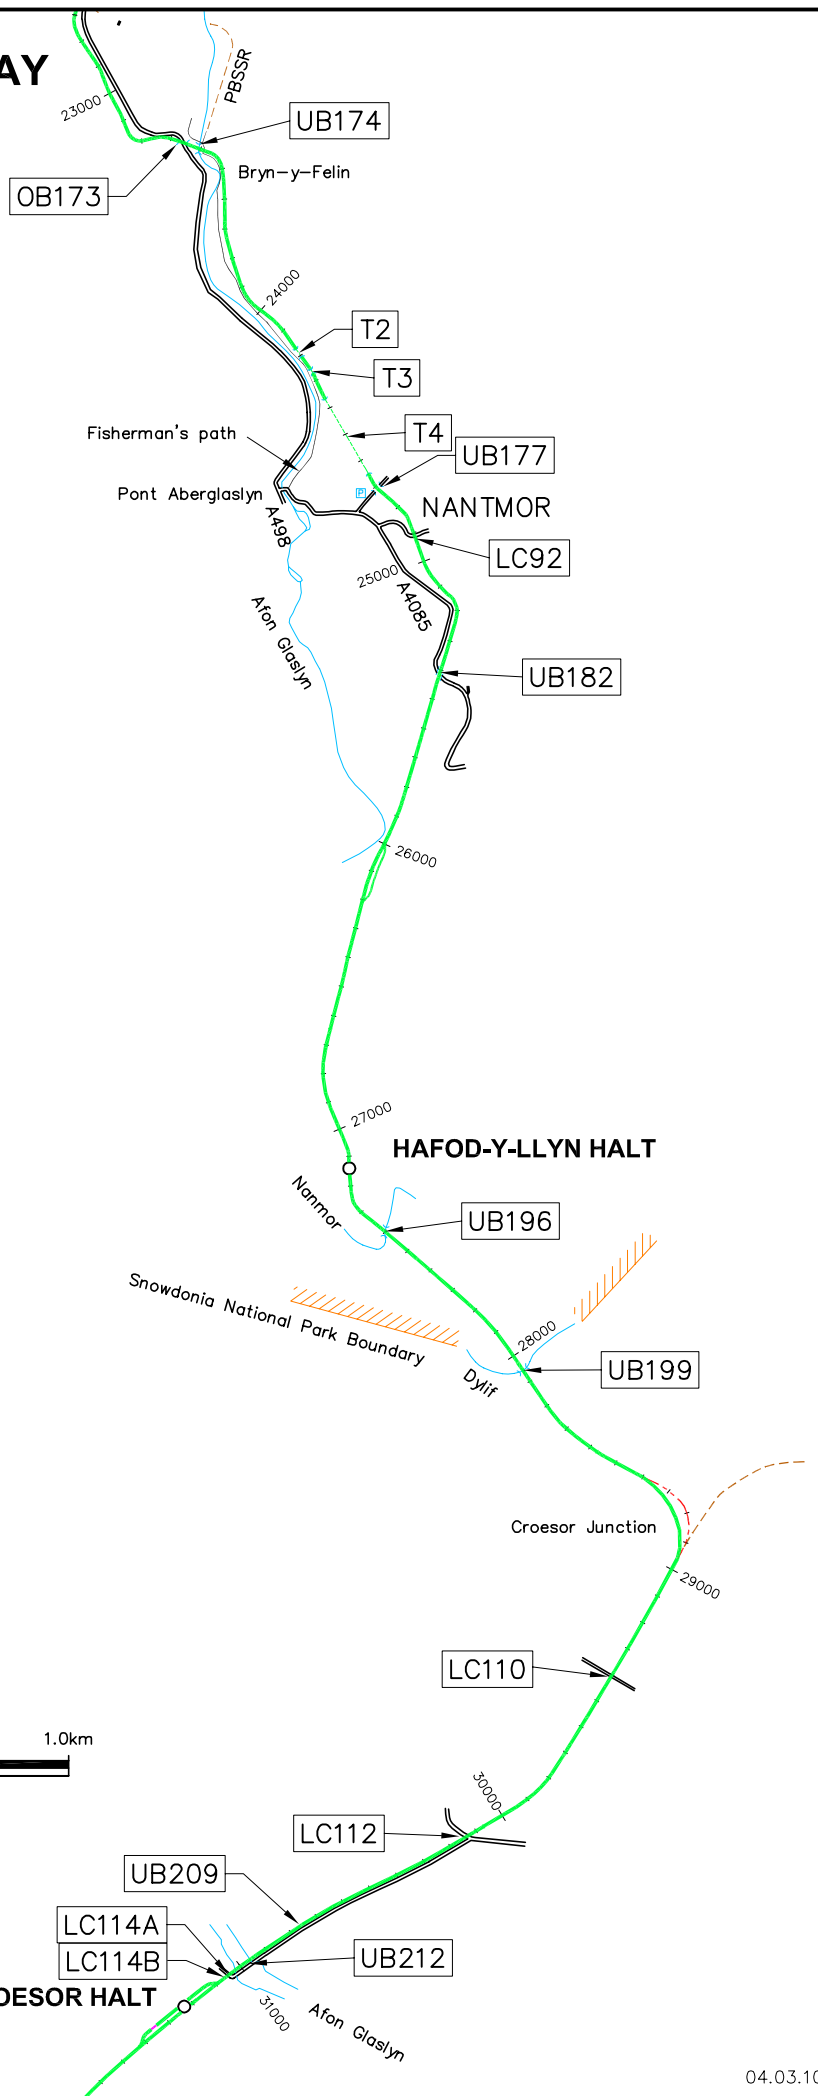 AY
PBSSR
23000
UB174
OB173
Bryn-y-Felin
24000
T2
T3
T4
Fisherman's path
UB177
Pont Aberglaslyn
P
NANTMOR
A498
LC92
25000
A4085
Afon Glaslyn
UB182
26000
27000
HAFOD-Y-LLYN HALT
Nanmor
UB196
Snowdonia National Park Boundary
28000
UB199
Dylif
Croesor Junction
29000
LC110
1.0km
30000
LC112
UB209
LC114A
LC114B
UB212
OESOR HALT
31000
Afon Glaslyn
04.03.10